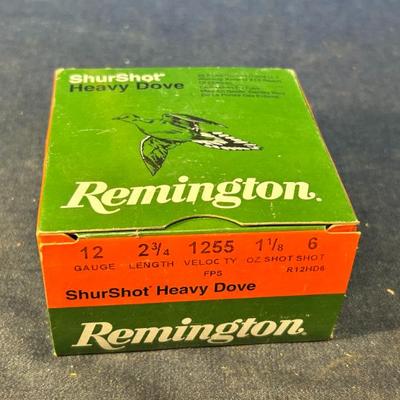 ShurShot®
Heavy Dove
Remington.
12 2 3/4 1255 1 1/8 6
GAUGE LENGTH VELOCITY OZ SHOT SHOT
FPS R12HD6
ShurShot® Heavy Dove
Remington.